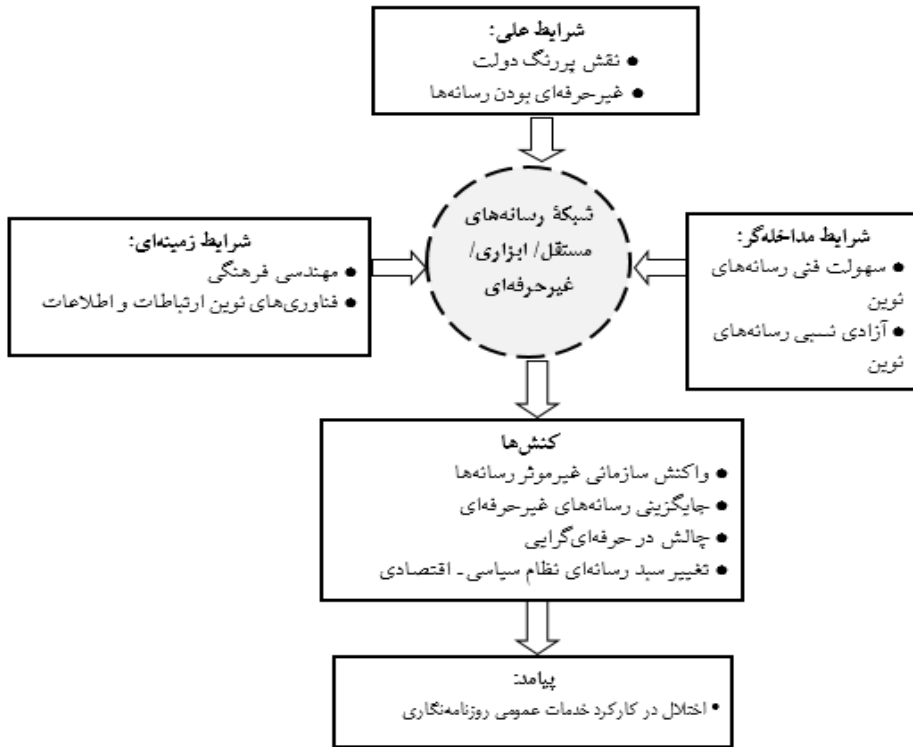 شرایط علی:
● نقش پررنگ دولت
● غیرحرفه‌ای بودن رسانه‌ها
شبکۀ رسانه‌های
مستقل/ ابزاری/
غیرحرفه‌ای
شرایط مداخله‌گر:
● سهولت فنی رسانه‌های
نوین
● آزادی نسبی رسانه‌های
نوین
شرایط زمینه‌ای:
● مهندسی فرهنگی
● فناوری‌های نوین ارتباطات و اطلاعات
کنش‌ها
● واکنش سازمانی غیرموثر رسانه‌ها
● جایگزینی رسانه‌های غیرحرفه‌ای
● چالش در حرفه‌ای‌گرایی
● تغییر سبد رسانه‌ای نظام سیاسی- اقتصادی
پیامد:
• اختلال در کارکرد خدمات عمومی روزنامه‌نگاری